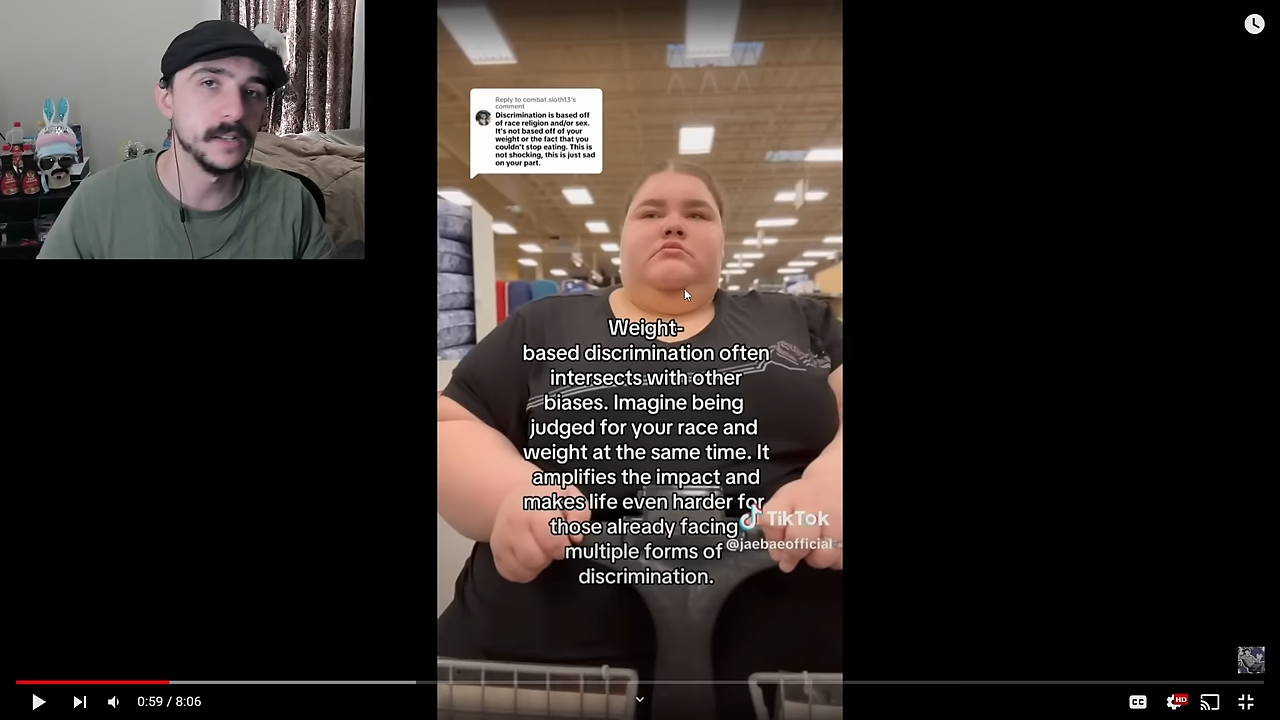 Reply to combat.sloth13's
comment
Discrimination is based off
of race religion and/or sex.
It's not based off of your
weight or the fact that you
couldn't stop eating. This is
not shocking, this is just sad
on your part.
Weight-
based discrimination often
intersects with other
biases. Imagine being
judged for your race and
weight at the same time. It
amplifies the impact and
makes life even harder for
those already facing
multiple forms of
discrimination.
TikTok
@jaebaeofficial
0:59 / 8:06
CC
HD